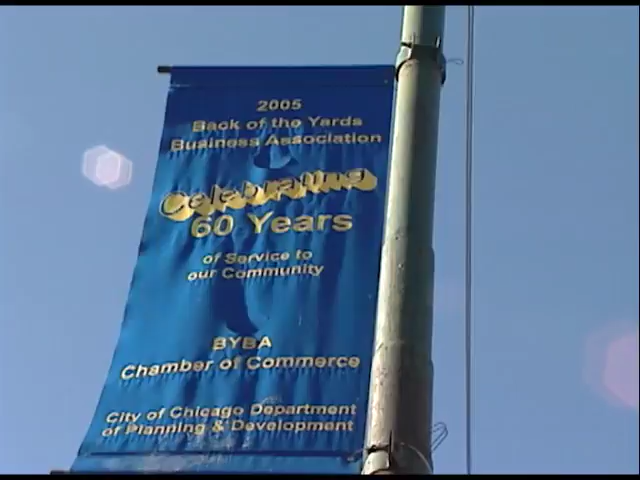 2005
Back of the Yards
Business Association
Celebrating
60 Years
of Service to
our Community
BYBA
Chamber of Commerce
City of Chicago Department
of Planning & Development